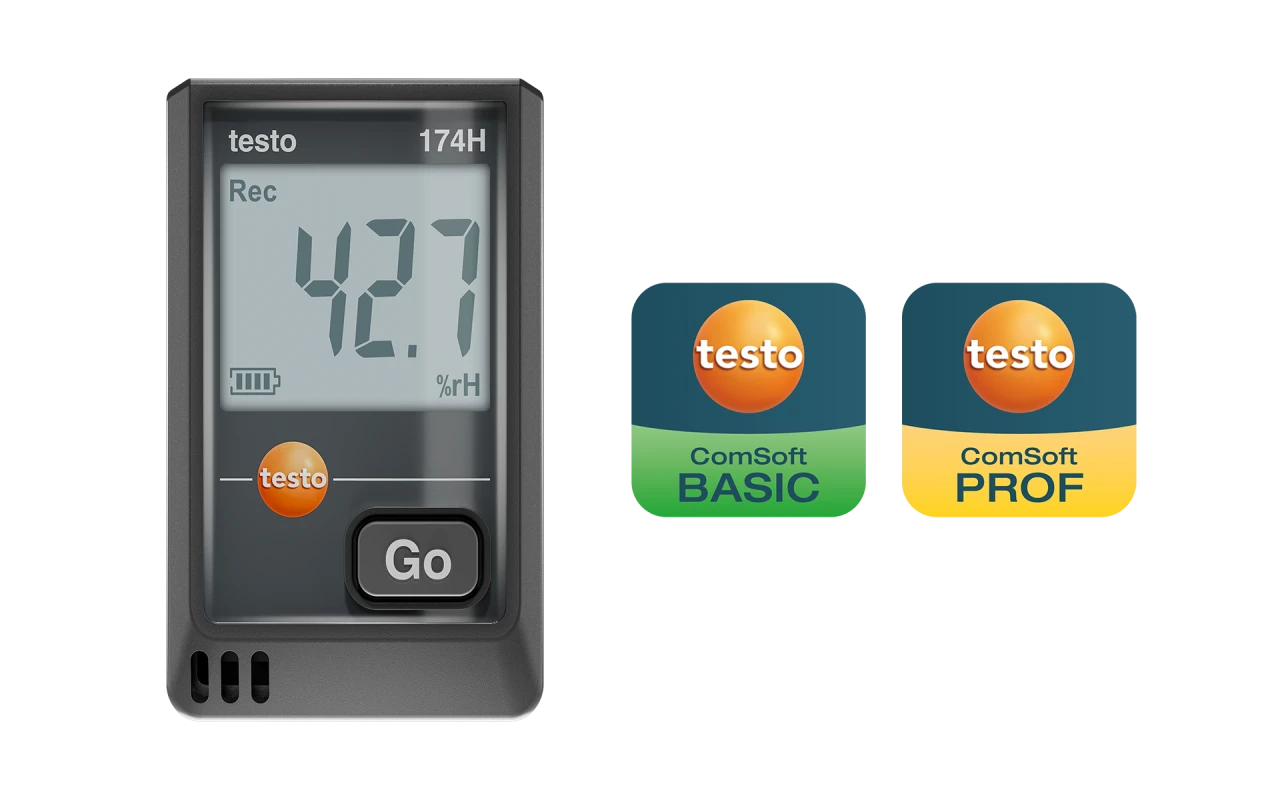 testo 174H
Rec
42.7
%rH
testo
Go
testo
ComSoft
BASIC
testo
ComSoft
PROF